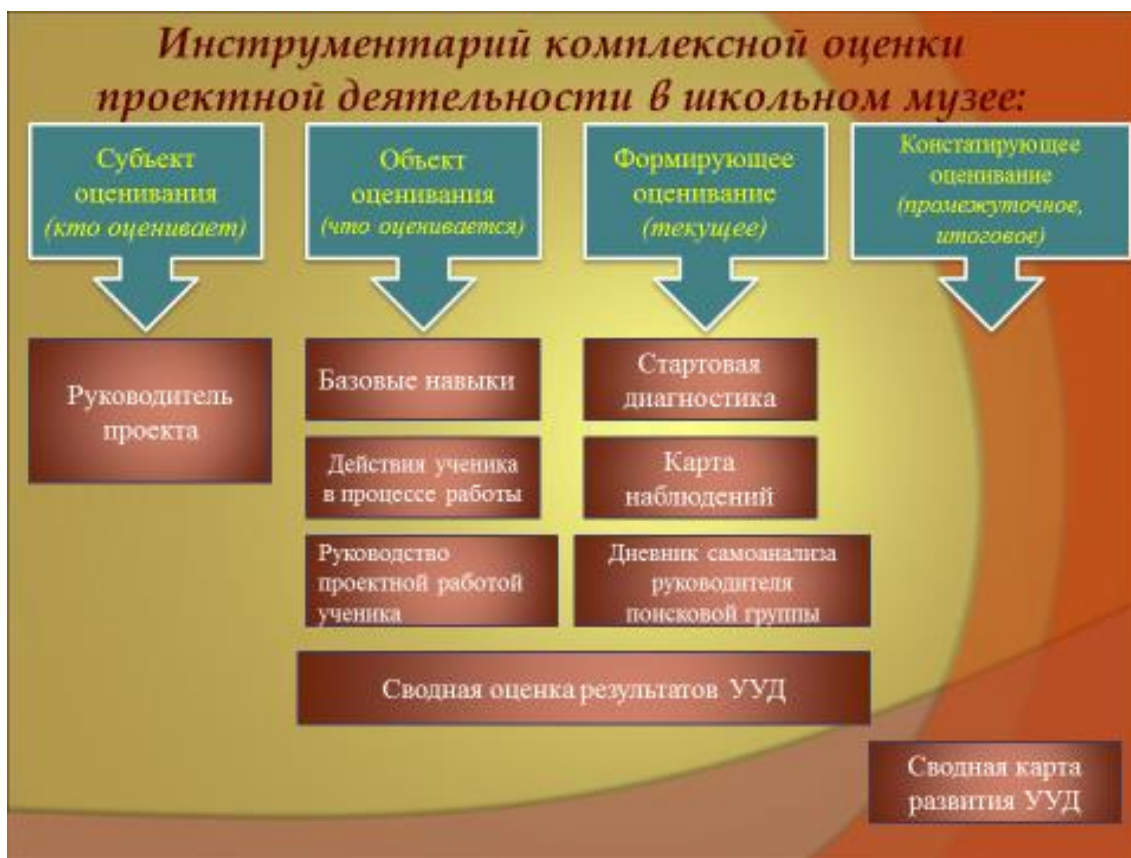 Инструментарий комплексной оценки
проектной деятельности в школьном музее:
Субъект
оценивания
(кто оценивает)
Объект
оценивания
(что оценивается)
Формирующее
оценивание
(текущее)
Констатирующее
оценивание
(промежуточное,
итоговое)
Руководитель
проекта
Базовые навыки
Стартовая
диагностика
Действия ученика
в процессе работы
Карта
наблюдений
Руководство
проектной работой
ученика
Дневник самоанализа
руководителя
поисковой группы
Сводная оценка результатов УУД
Сводная карта
развития УУД